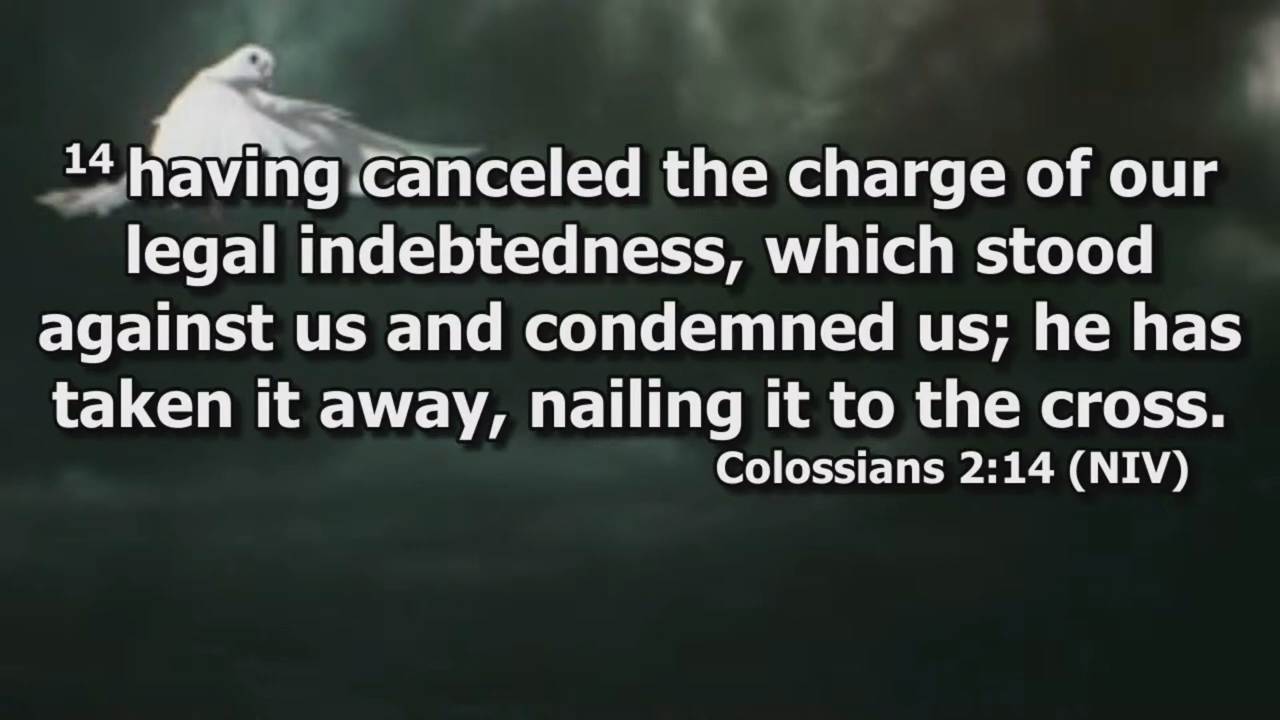 14 having canceled the charge of our
legal indebtedness, which stood
against us and condemned us; he has
taken it away, nailing it to the cross.
Colossians 2:14 (NIV)